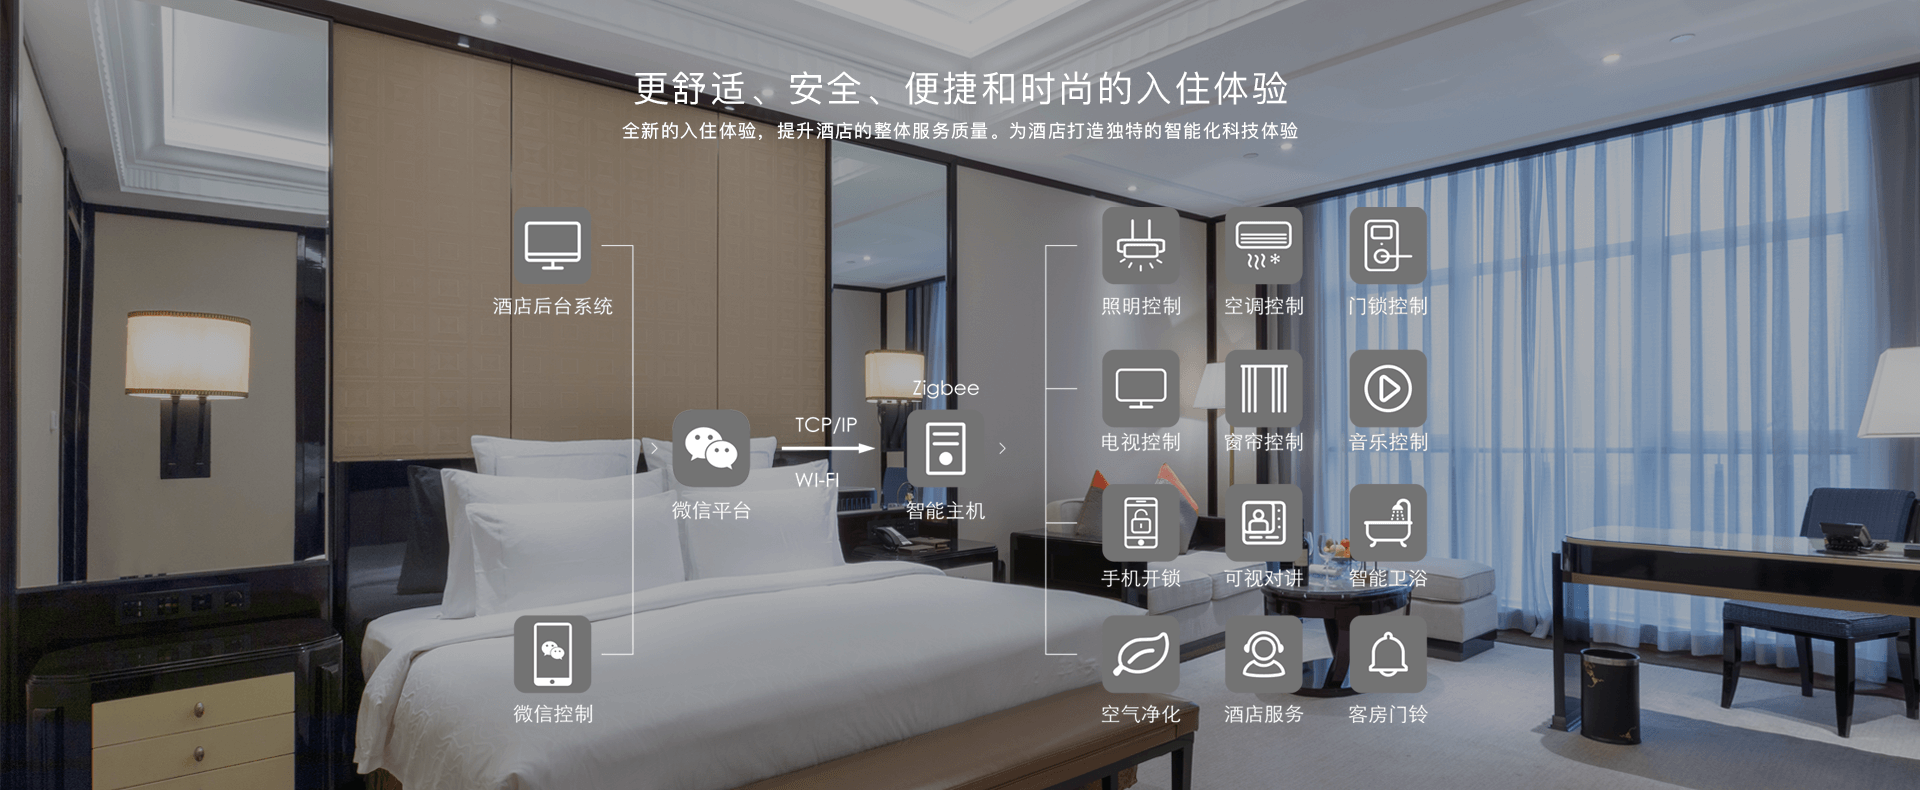 更舒适、安全、便捷和时尚的入住体验
全新的入住体验，提升酒店的整体服务质量。为酒店打造独特的智能化科技体验
酒店后台系统
微信控制
微信平台
TCP/IP
WI-FI
Zigbee
智能主机
照明控制
空调控制
门锁控制
电视控制
窗帘控制
音乐控制
手机开锁
可视对讲
智能卫浴
空气净化
酒店服务
客房门铃